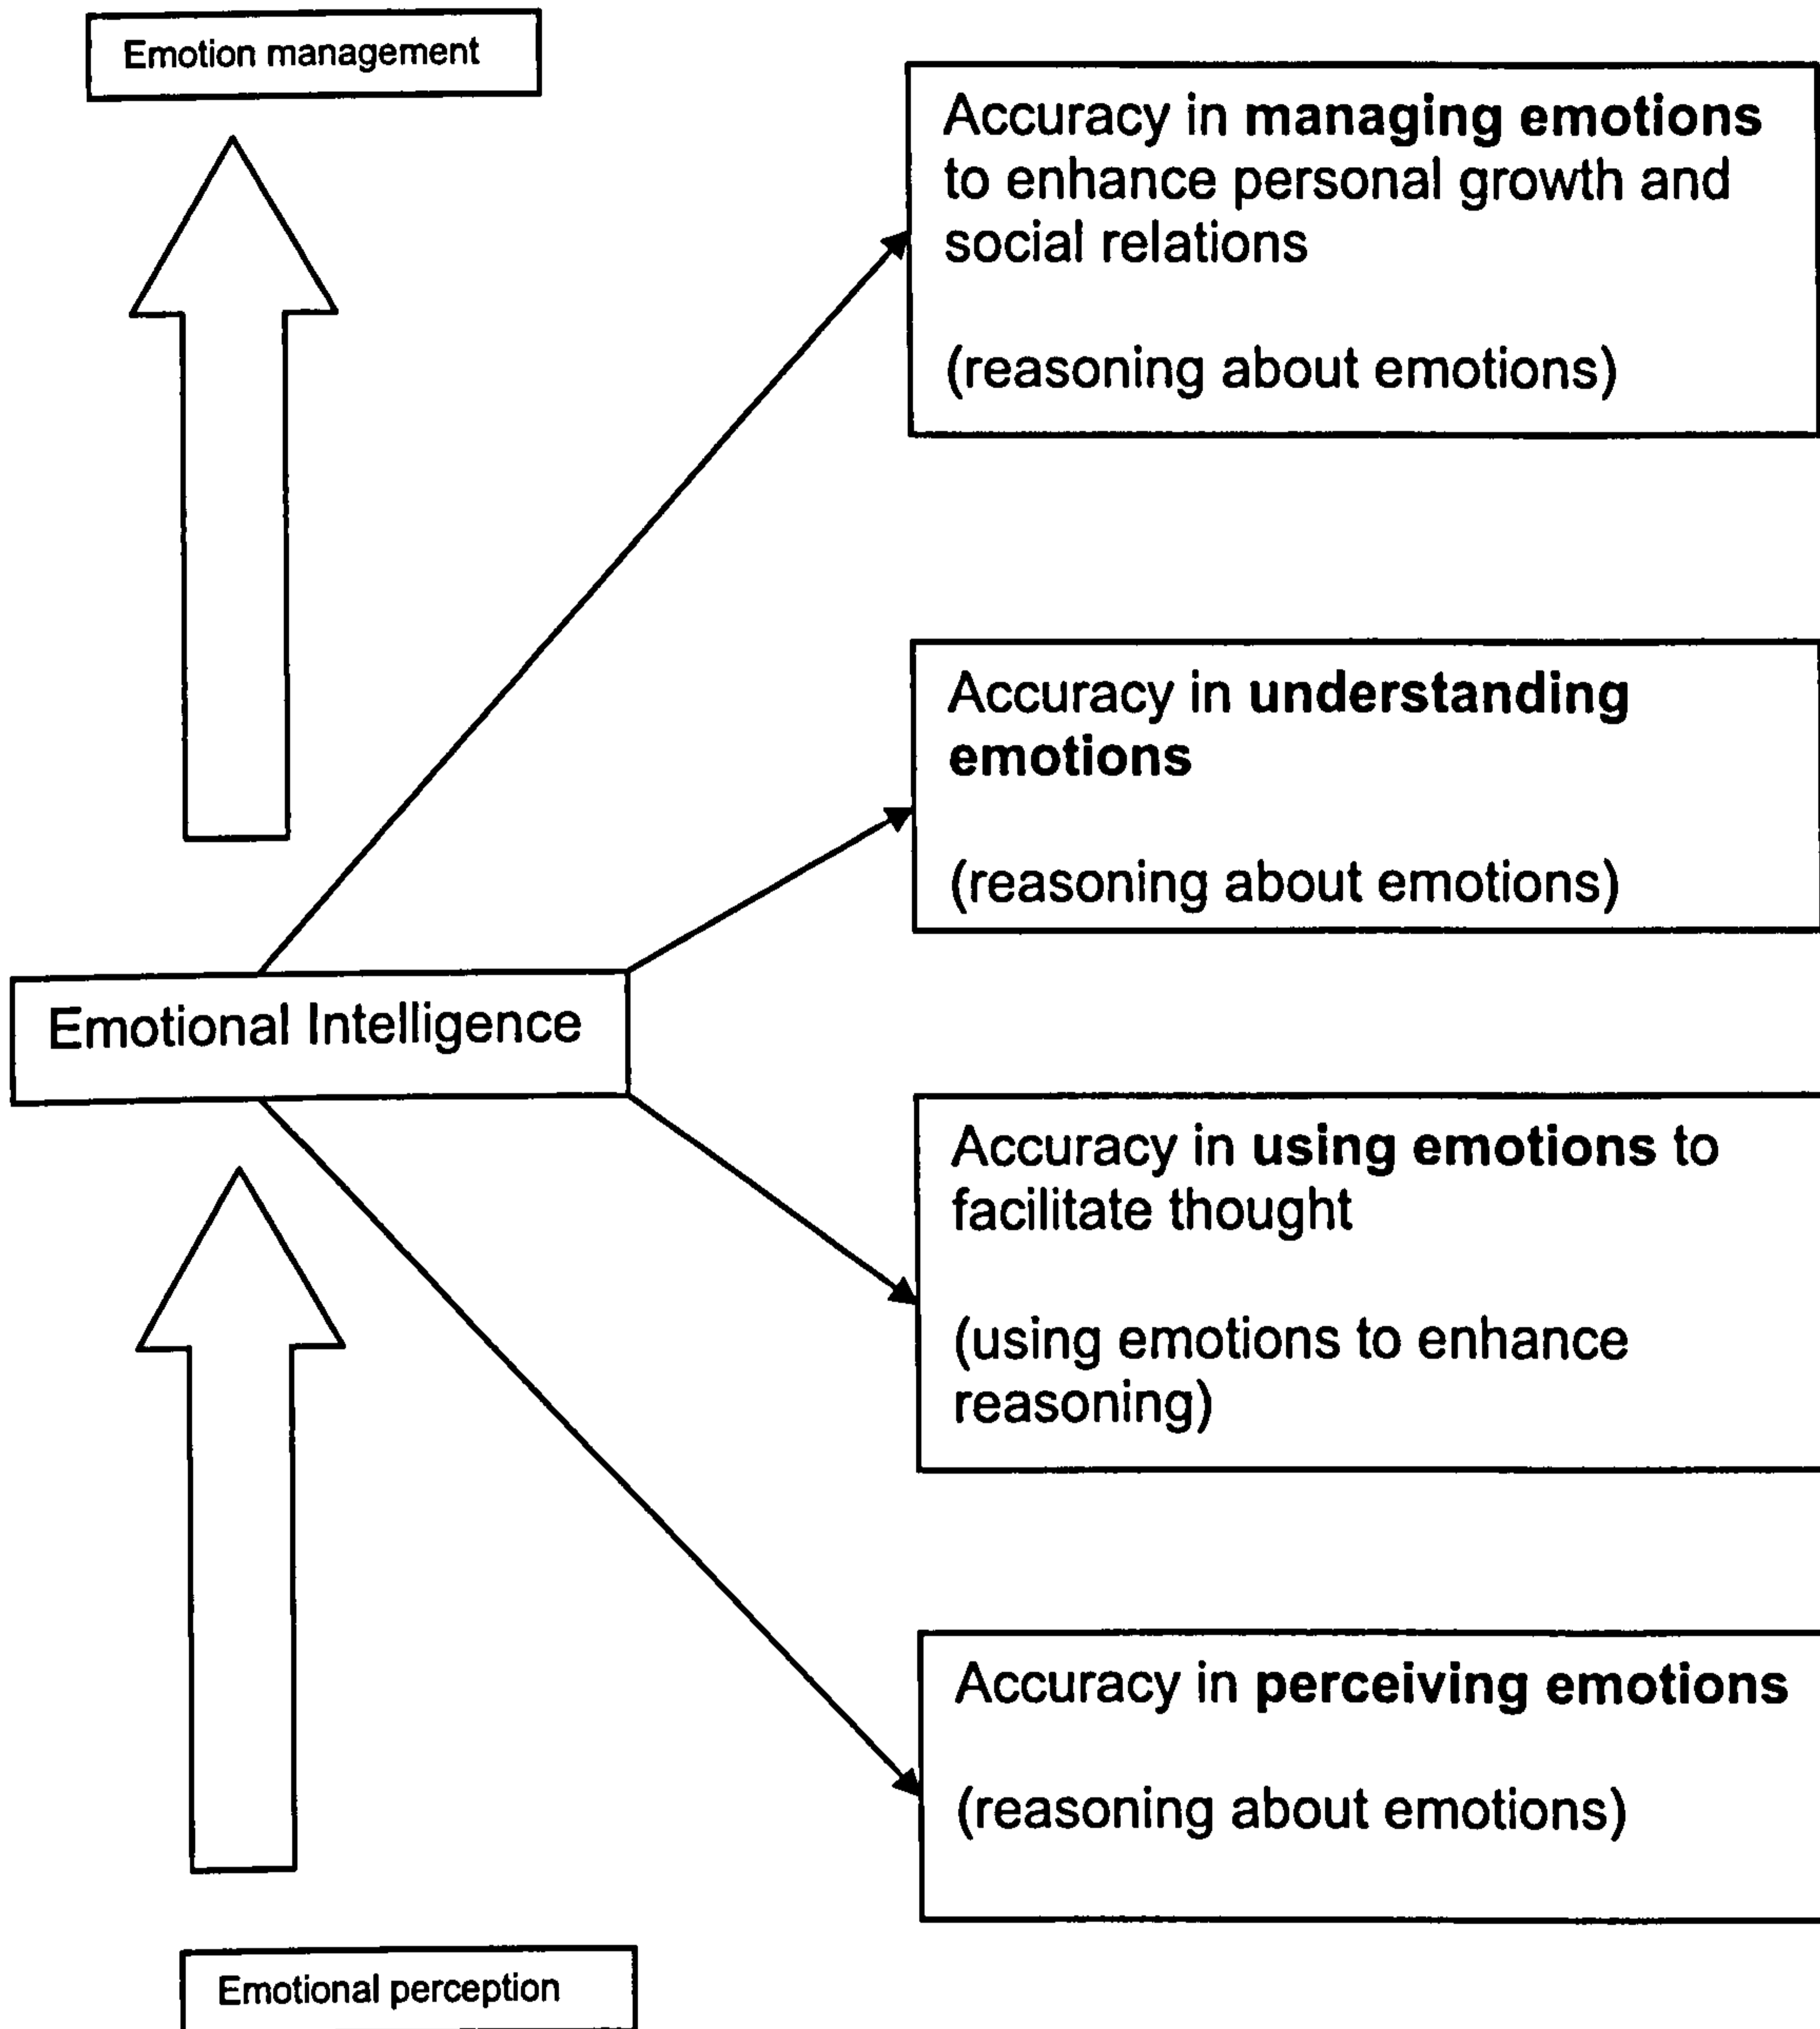 Emotion management
Accuracy in managing emotions
to enhance personal growth and
social relations
(reasoning about emotions)
Accuracy in understanding
emotions
(reasoning about emotions)
Emotional Intelligence
Accuracy in using emotions to
facilitate thought
(using emotions to enhance
reasoning)
Accuracy in perceiving emotions
(reasoning about emotions)
Emotional perception